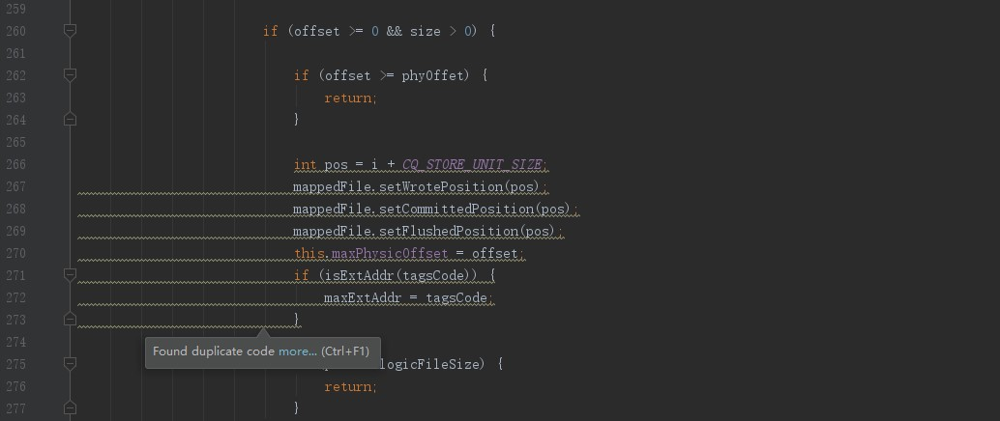 259
260 if (offset >= 0 && size > 0) {
261
262 if (offset >= phyOffet) {
263 return;
264 }
265
266 int pos = i + CQ_STORE_UNIT_SIZE;
267 mappedFile.setWrotePosition(pos);
268 mappedFile.setCommittedPosition(pos);
269 mappedFile.setFlushedPosition(pos);
270 this.maxPhysicOffset = offset;
271 if (isExtAddr(tagsCode)) {
272 maxExtAddr = tagsCode;
273 }
274
Found duplicate code more... (Ctrl+F1)
275 logicFileSize) {
276 return;
277 }